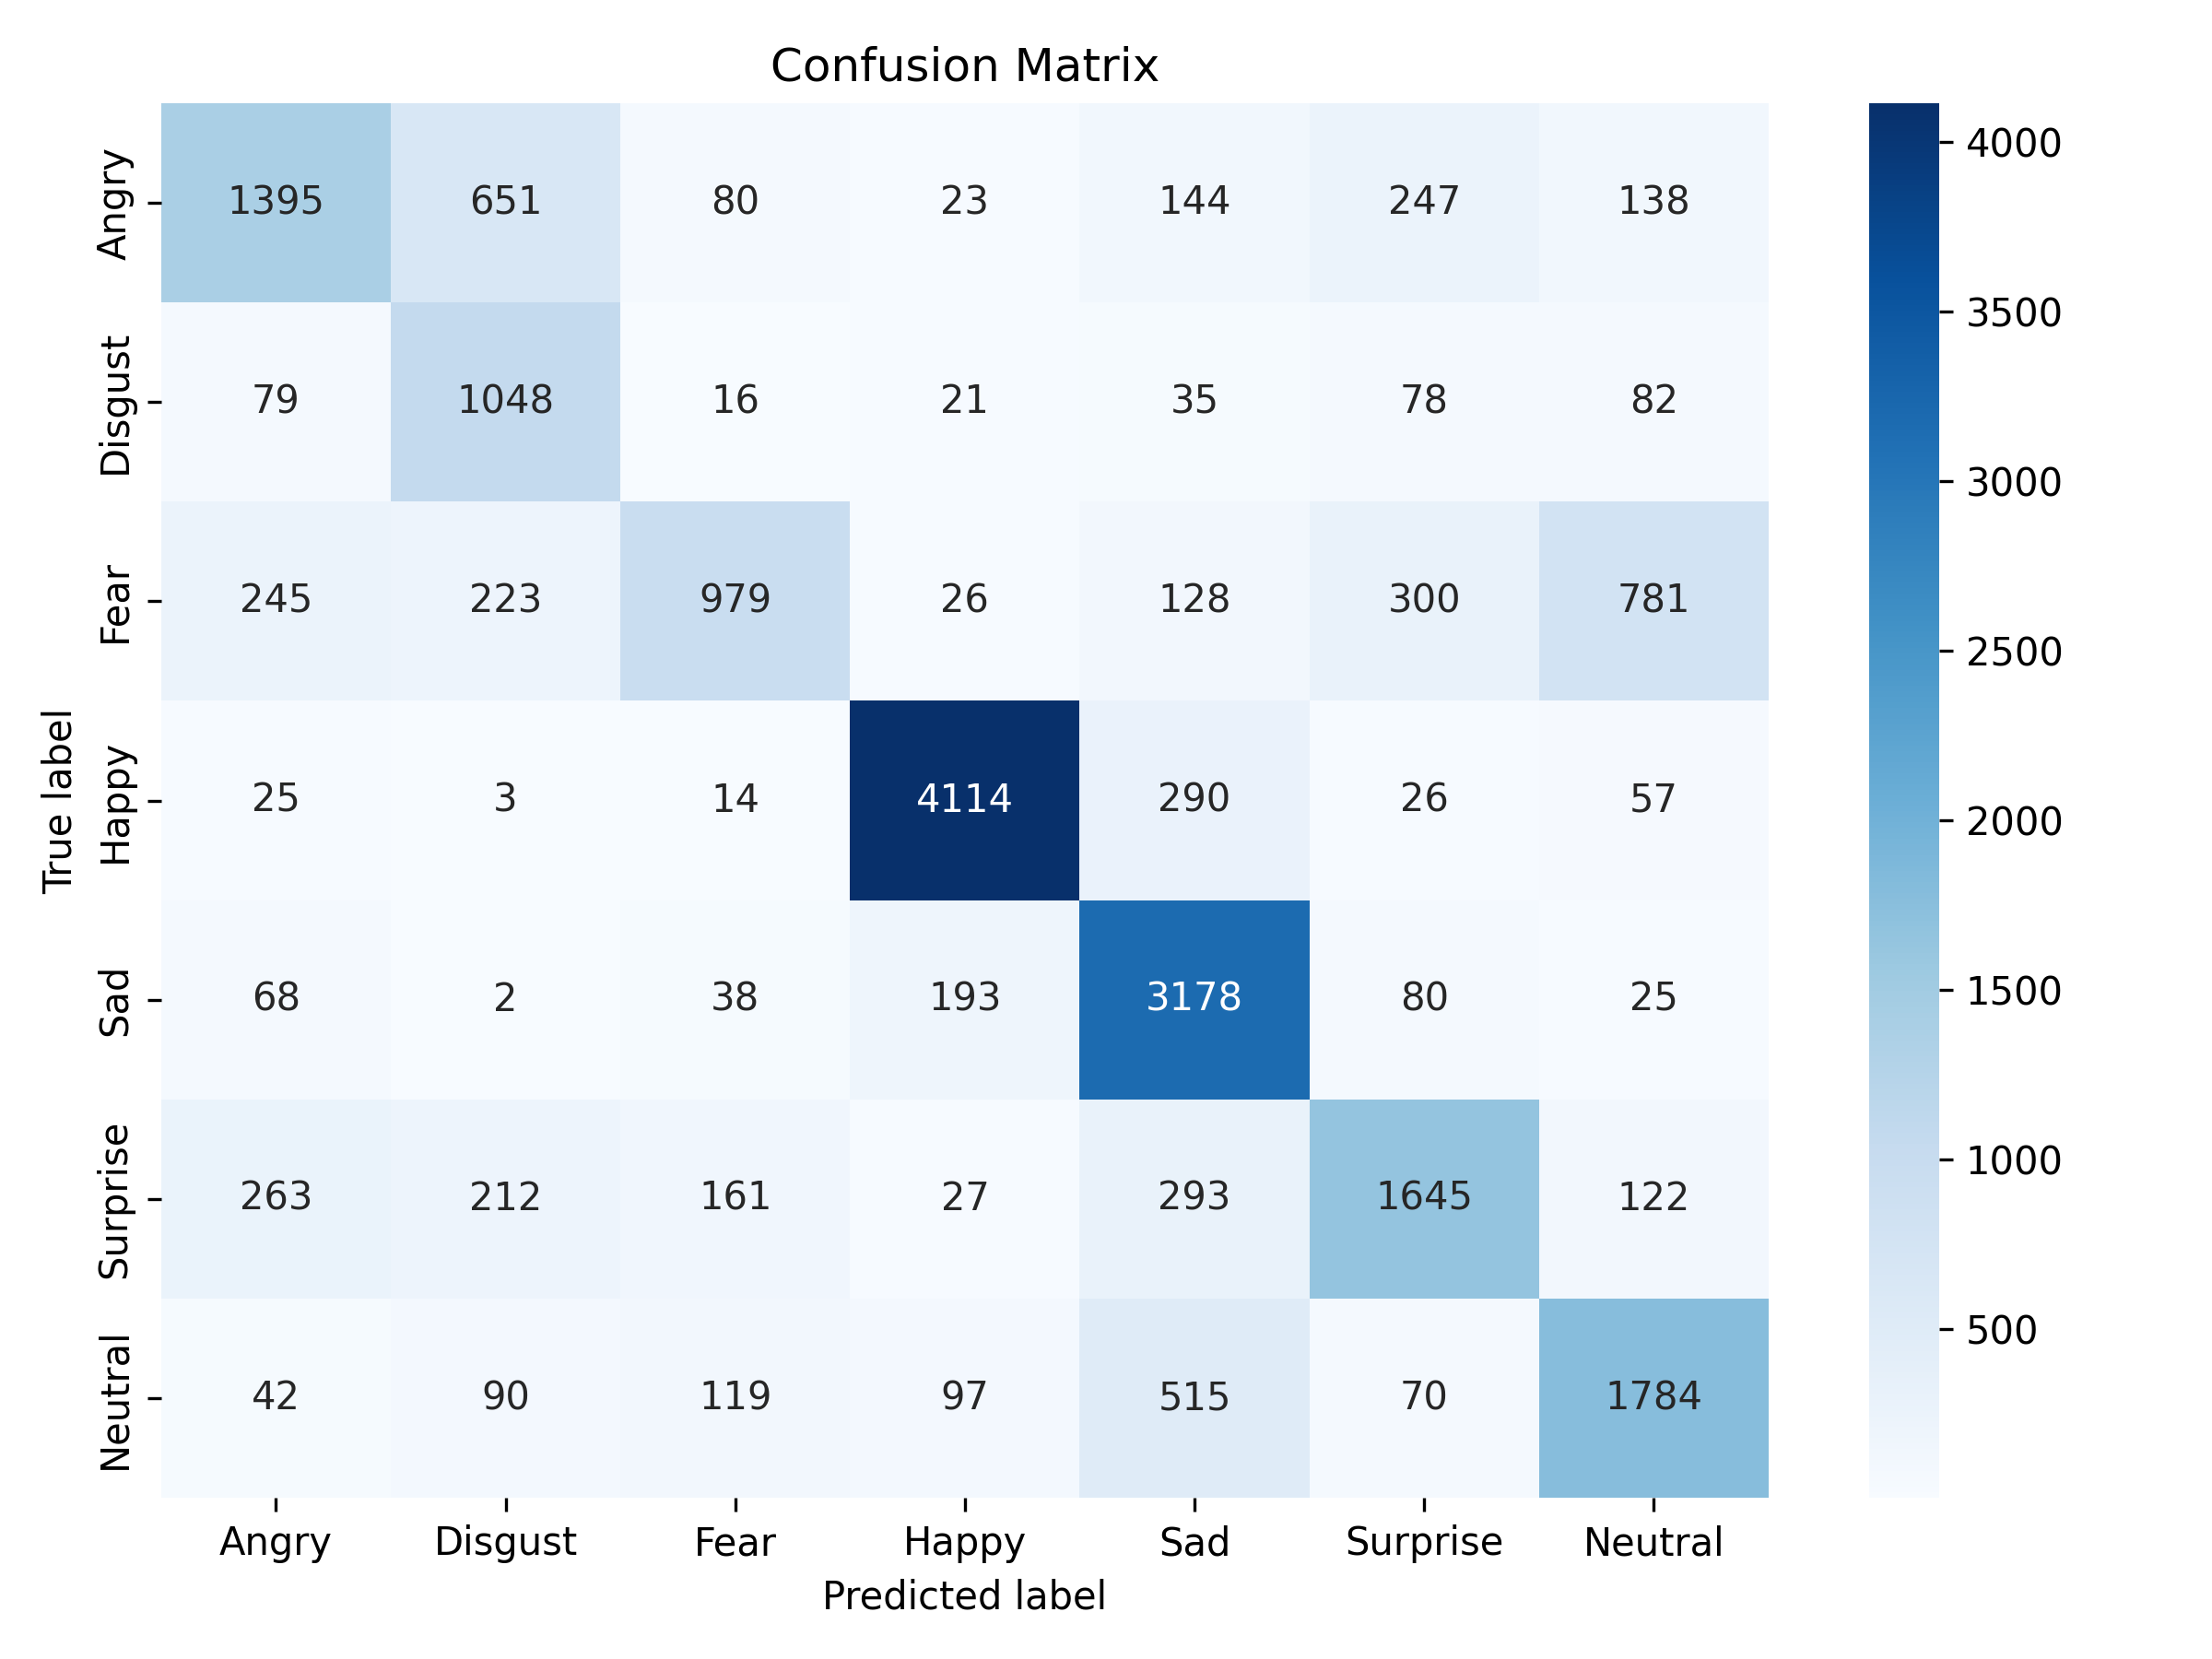 Confusion Matrix
Angry 1395 651 80 23 144 247 138
Disgust 79 1048 16 21 35 78 82
Fear 245 223 979 26 128 300 781
Happy 25 3 14 4114 290 26 57
Sad 68 2 38 193 3178 80 25
Surprise 263 212 161 27 293 1645 122
Neutral 42 90 119 97 515 70 1784
True label
Angry Disgust Fear Happy Sad Surprise Neutral
Predicted label
4000
3500
3000
2500
2000
1500
1000
500